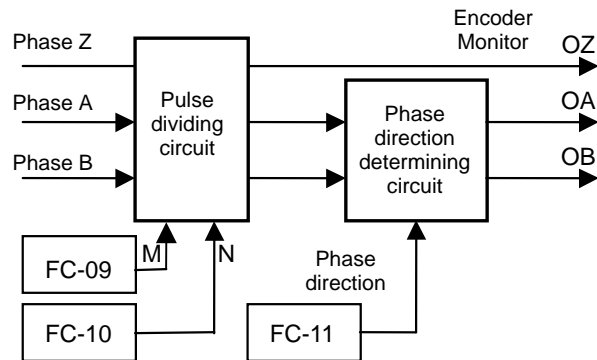 Encoder
Monitor
Phase Z
OZ
Phase A
Pulse
dividing
circuit
Phase
direction
determining
circuit
OA
Phase B
OB
M
N
FC-09
Phase
direction
FC-10
FC-11